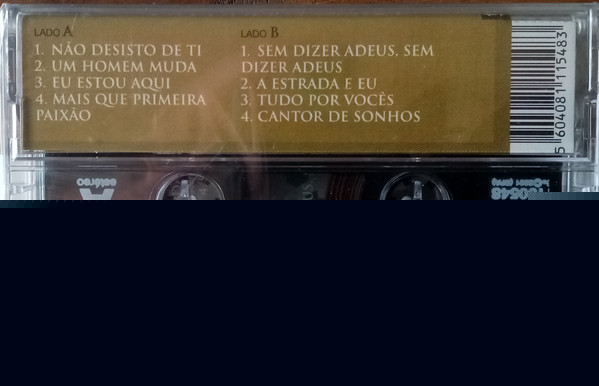 LADO A
1. NÃO DESISTO DE TI
2. UM HOMEM MUDA
3. EU ESTOU AQUI
4. MAIS QUE PRIMEIRA
PAIXÃO
LADO B
1. SEM DIZER ADEUS, SEM
DIZER ADEUS
2. A ESTRADA E EU
3. TUDO POR VOCÊS
4. CANTOR DE SONHOS
5 604081 115483
A
estéreo